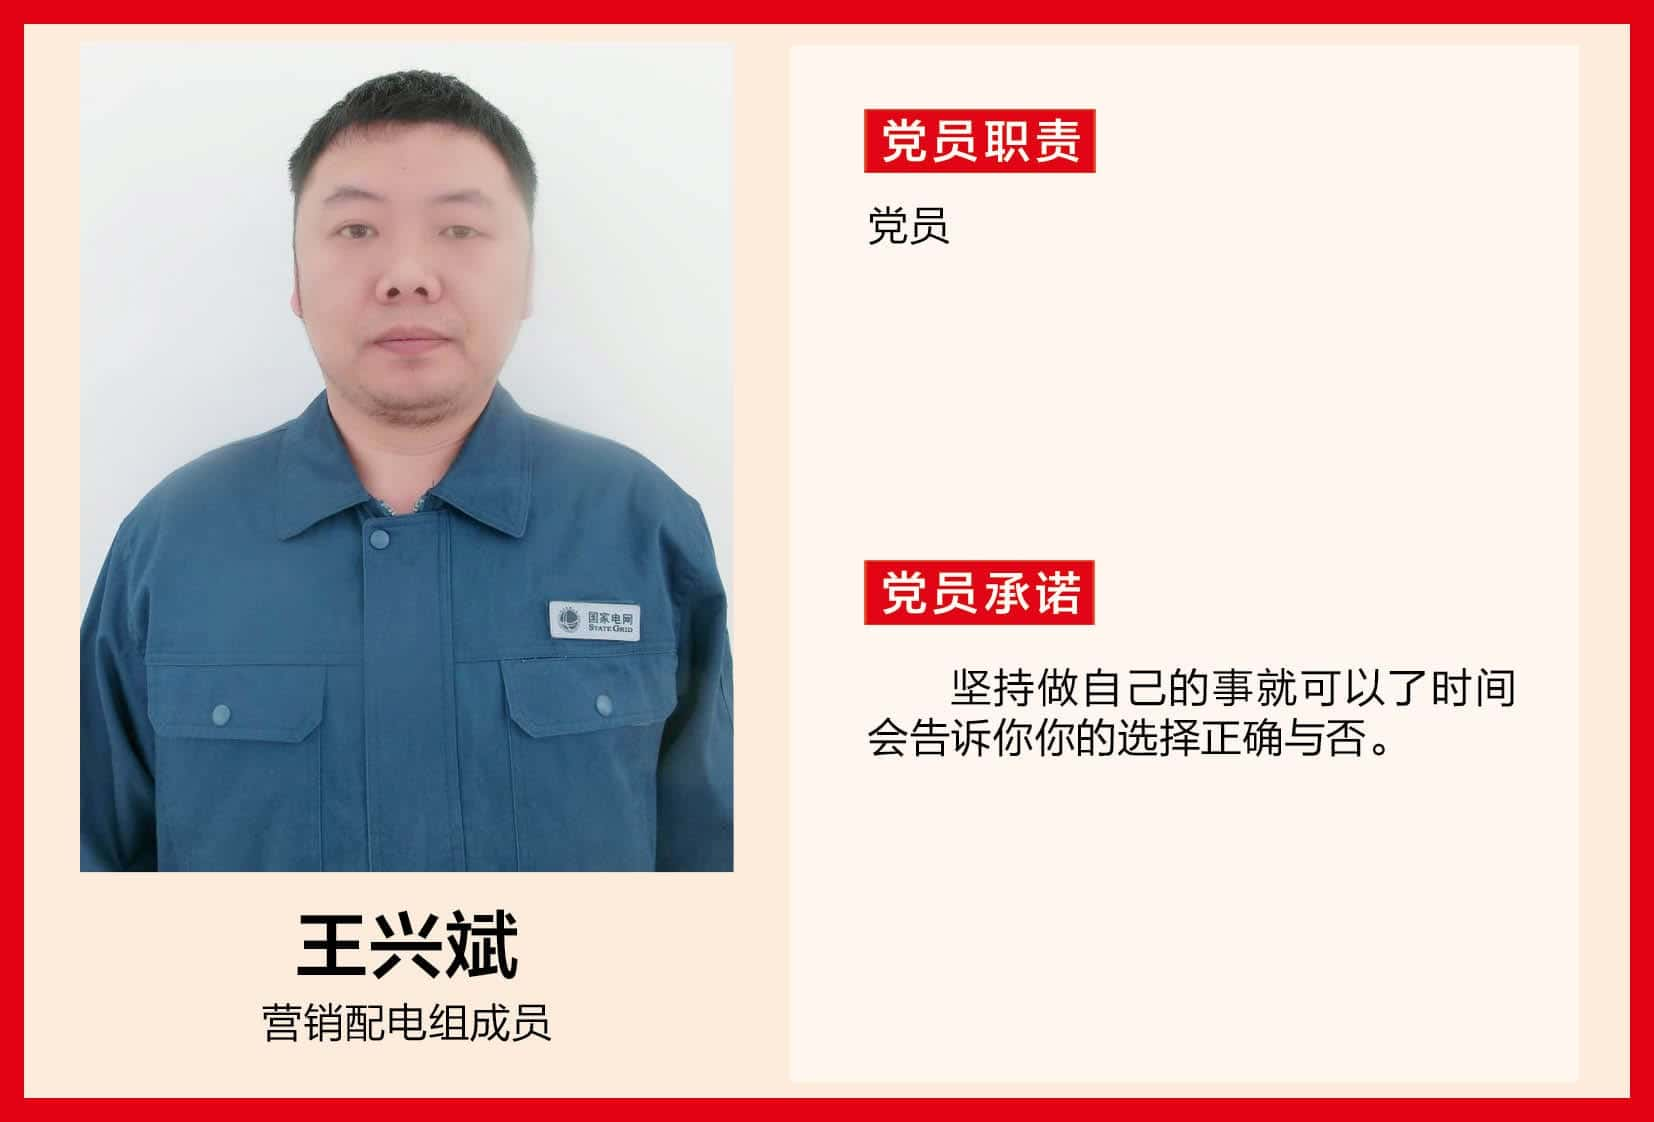 国家电网
STATE GRID
王兴斌
营销配电组成员
党员职责
党员
党员承诺
坚持做自己的事就可以了时间
会告诉你你的选择正确与否。